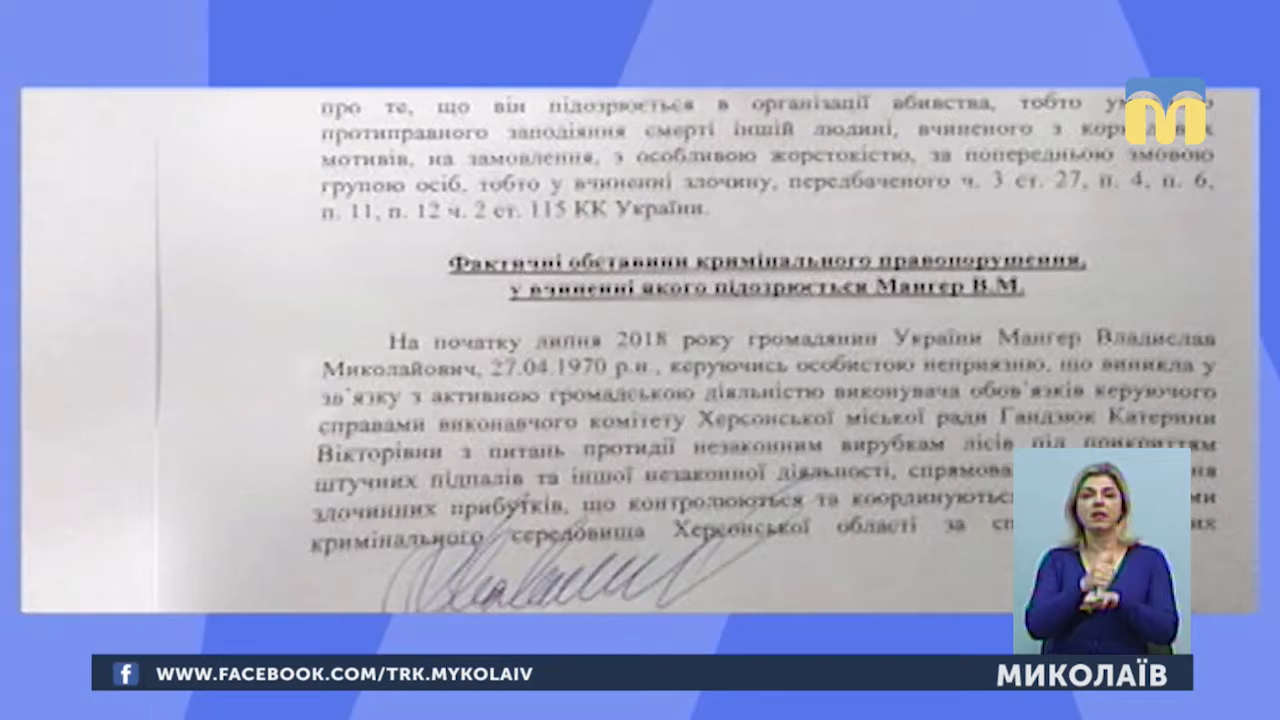 про те, що він підозрюється в організації вбивства, тобто
протиправного заподіяння смерті іншій людині, вчиненого з
мотивів, на замовлення, з особливою жорстокістю, за попередньою змовою
групою осіб, тобто у вчиненні злочину, передбаченого ч. 3 ст. 27, п. 4, п. 6,
п. 11, п. 12 ч. 2 ст. 115 КК України.
Фактичні обставини кримінального правопорушення,
у вчиненні якого підозрюється Мангер В.М.
На початку липня 2018 року громадянин України Мангер Владислав
Миколайович, 27.04.1970 р.н., керуючись особистою неприязню, що виникла у
зв`язку з активною громадською діяльністю виконувача обов`язків керуючого
справами виконавчого комітету Херсонської міської ради Гандзюк Катерини
Вікторівни з питань протидії незаконним вирубкам лісів під прикриттям
штучних підпалів та іншої незаконної діяльності,
злочинних прибутків, що контролюються та координуються
кримінального середовища Херсонської області за
WWW.FACEBOOK.COM/TRK.MYKOLAIV
МИКОЛАЇВ